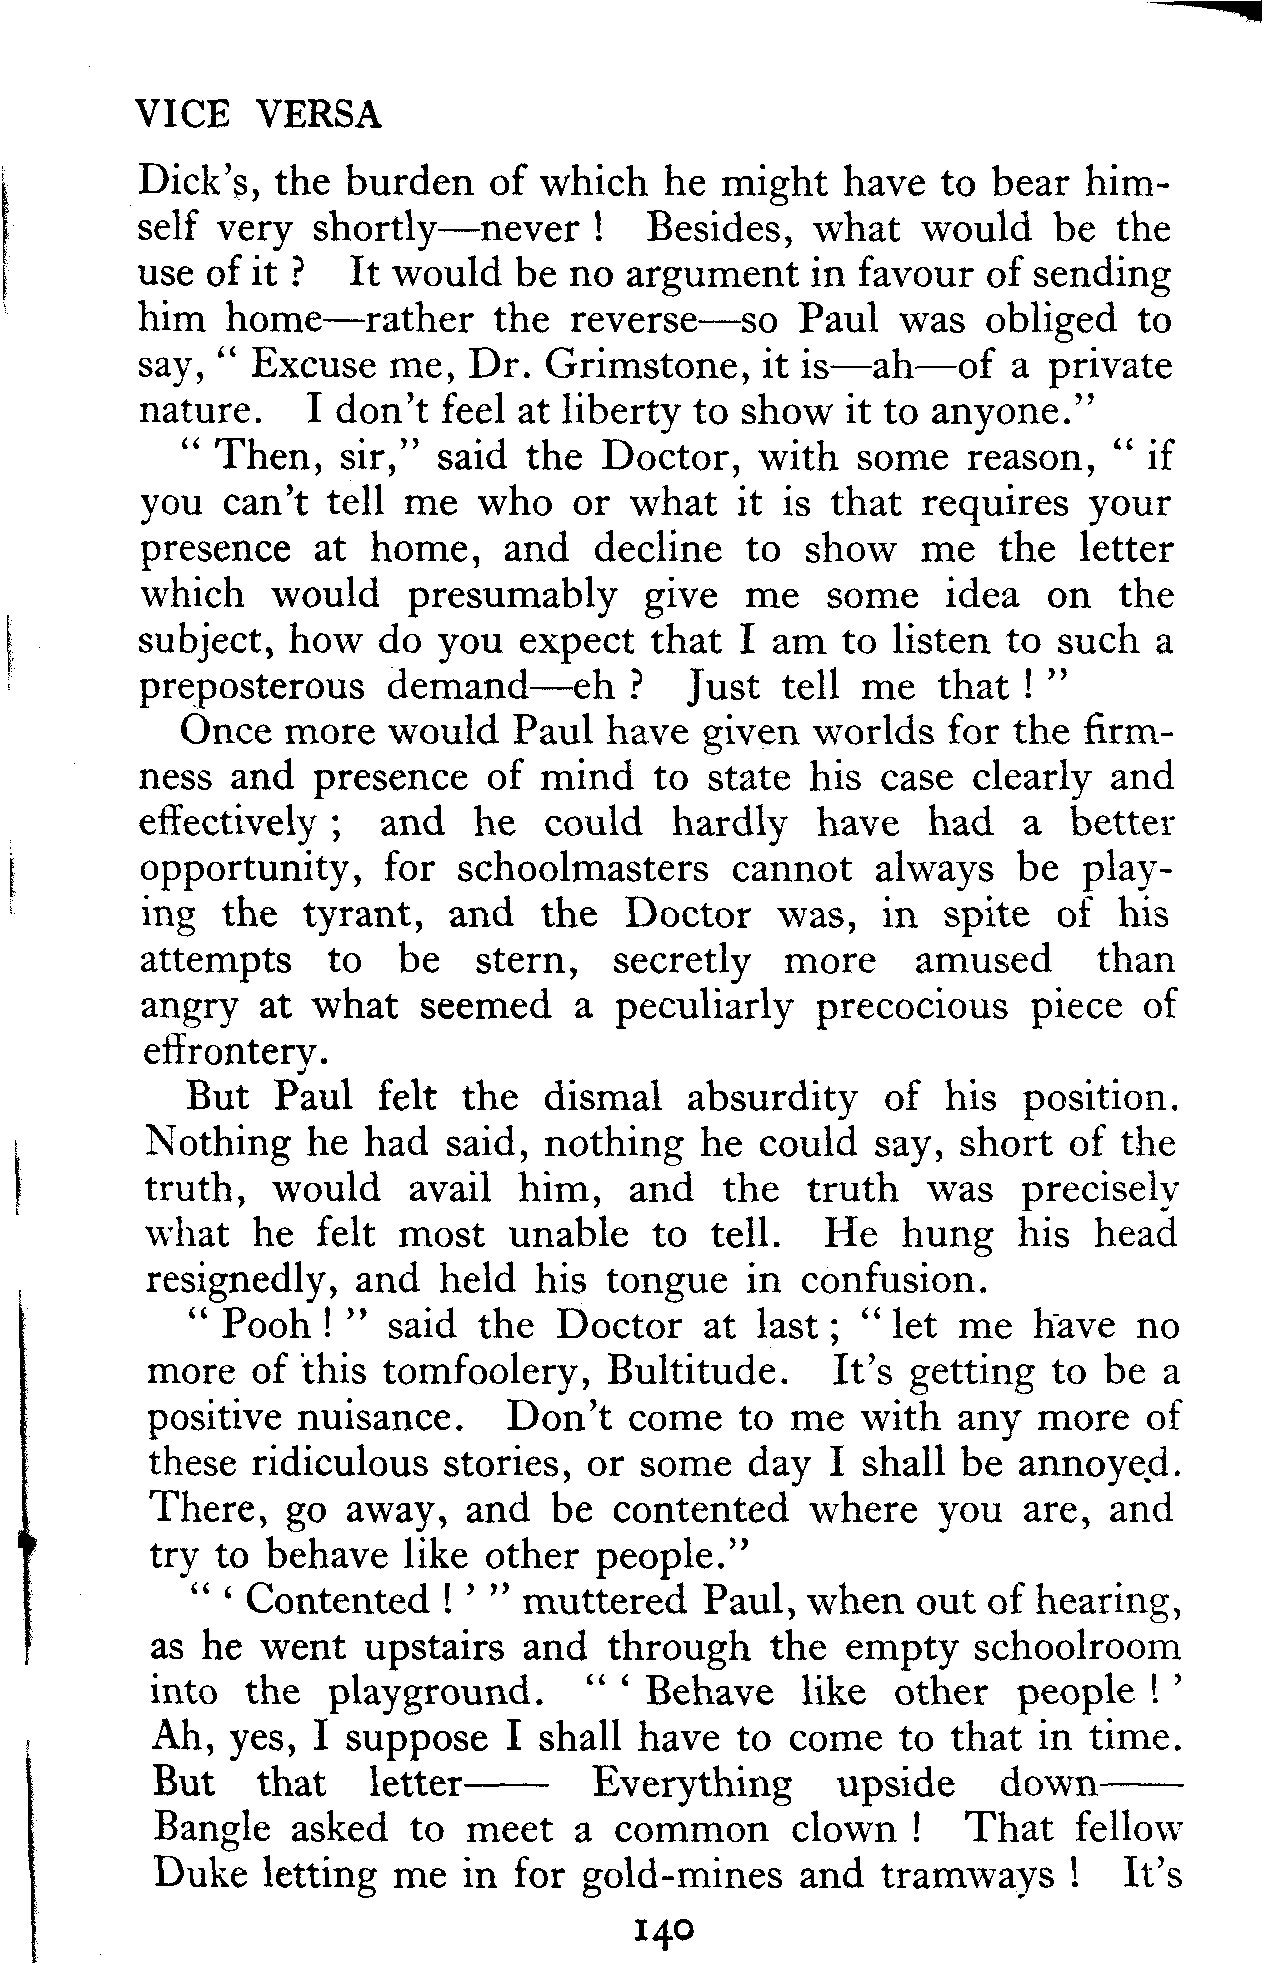 VICE VERSA
Dick's, the burden of which he might have to bear him-
self very shortly—never ! Besides, what would be the
use of it ? It would be no argument in favour of sending
him home—rather the reverse—so Paul was obliged to
say, " Excuse me, Dr. Grimstone, it is—ah—of a private
nature. I don't feel at liberty to show it to anyone."
" Then, sir," said the Doctor, with some reason, " if
you can't tell me who or what it is that requires your
presence at home, and decline to show me the letter
which would presumably give me some idea on the
subject, how do you expect that I am to listen to such a
preposterous demand—eh ? Just tell me that ! "
Once more would Paul have given worlds for the firm-
ness and presence of mind to state his case clearly and
effectively ; and he could hardly have had a better
opportunity, for schoolmasters cannot always be play-
ing the tyrant, and the Doctor was, in spite of his
attempts to be stern, secretly more amused than
angry at what seemed a peculiarly precocious piece of
effrontery.
But Paul felt the dismal absurdity of his position.
Nothing he had said, nothing he could say, short of the
truth, would avail him, and the truth was precisely
what he felt most unable to tell. He hung his head
resignedly, and held his tongue in confusion.
" Pooh ! " said the Doctor at last ; " let me have no
more of this tomfoolery, Bultitude. It's getting to be a
positive nuisance. Don't come to me with any more of
these ridiculous stories, or some day I shall be annoyed.
There, go away, and be contented where you are, and
try to behave like other people."
" ' Contented ! ' " muttered Paul, when out of hearing,
as he went upstairs and through the empty schoolroom
into the playground. " ' Behave like other people ! '
Ah, yes, I suppose I shall have to come to that in time.
But that letter—— Everything upside down——
Bangle asked to meet a common clown ! That fellow
Duke letting me in for gold-mines and tramways ! It's
140